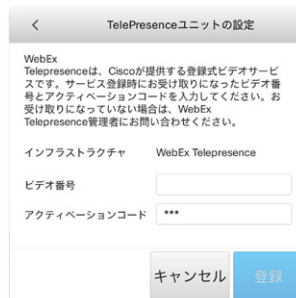 TelePresenceユニットの設定
WebEx
Telepresenceは、Ciscoが提供する登録式ビデオサービ
スです。サービス登録時にお受け取りになったビデオ番
号とアクティベーションコードを入力してください。お
受け取りになっていない場合は、WebEx
Telepresence管理者にお問い合わせください。
インフラストラクチャ WebEx Telepresence
ビデオ番号
アクティベーションコード ***
キャンセル 登録